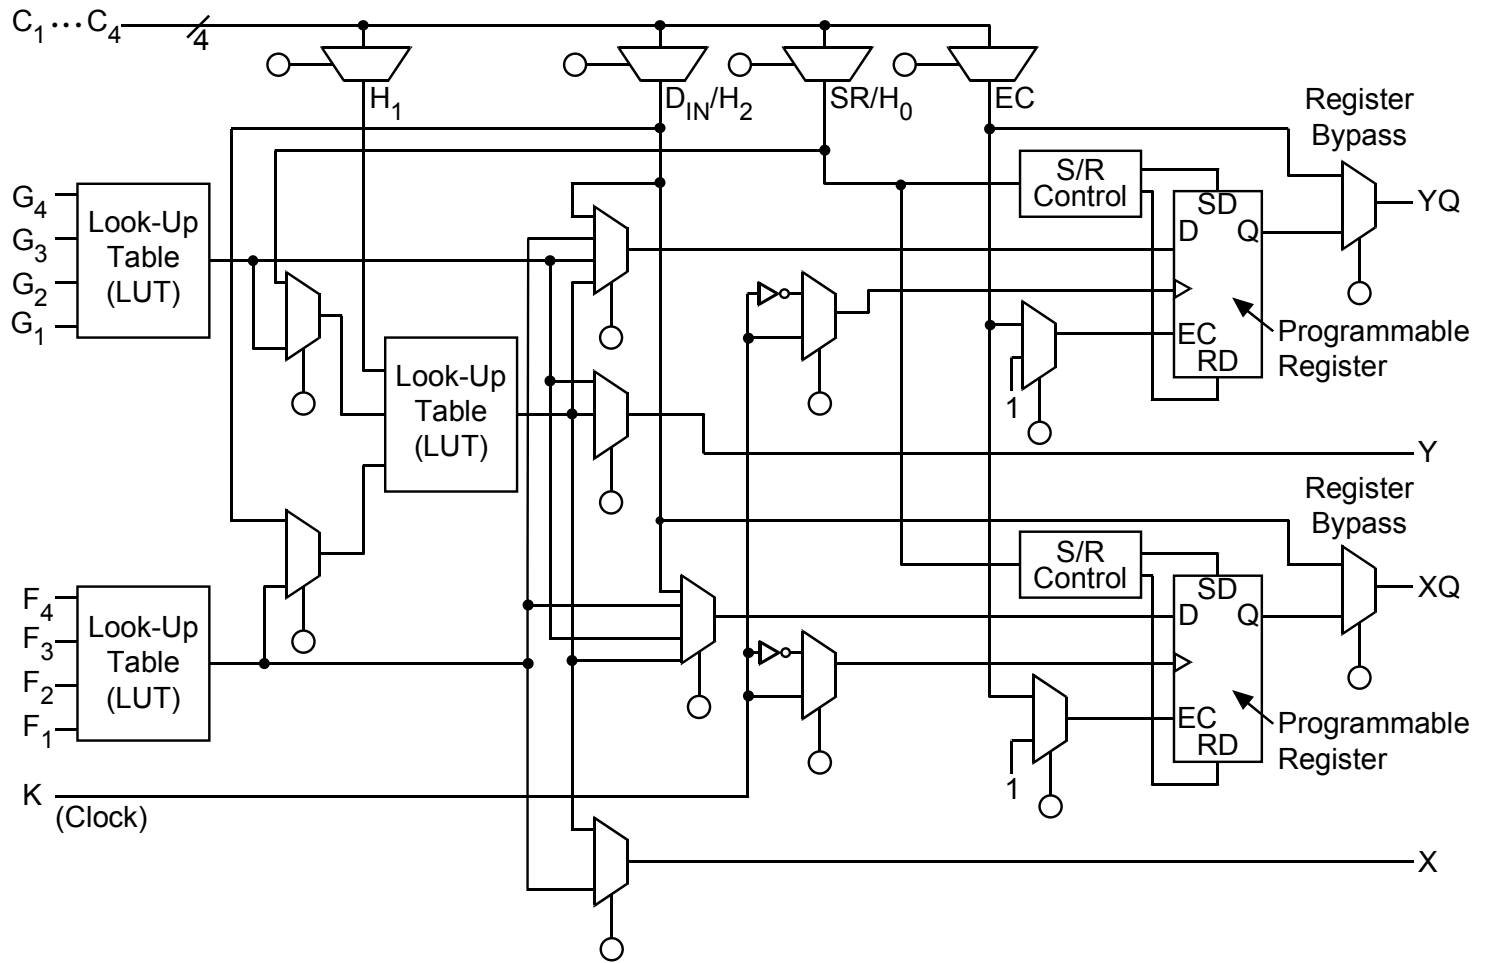 C1 ••• C4
4
H1
DIN/H2
SR/H0
EC
Register
Bypass
G4
G3
G2
G1
Look-Up
Table
(LUT)
S/R
Control
SD
D
Q
EC
RD
YQ
Programmable
Register
1
Look-Up
Table
(LUT)
Y
Register
Bypass
F4
F3
F2
F1
Look-Up
Table
(LUT)
S/R
Control
SD
D
Q
EC
RD
XQ
Programmable
Register
1
K
(Clock)
X